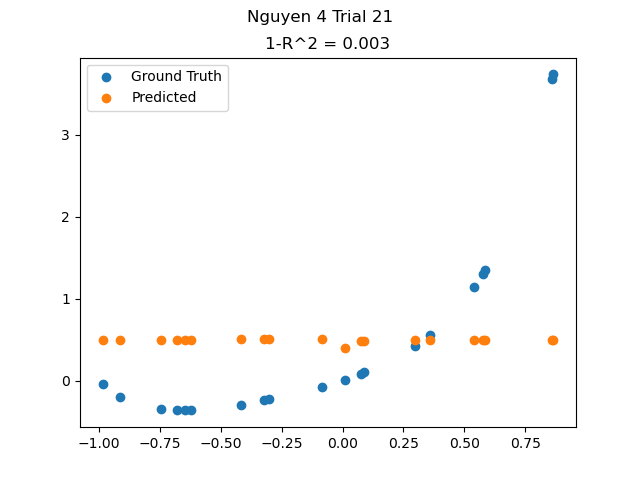 Nguyen 4 Trial 21
1-R^2 = 0.003
Ground Truth
Predicted
3
2
1
0
−1.00 −0.75 −0.50 −0.25 0.00 0.25 0.50 0.75